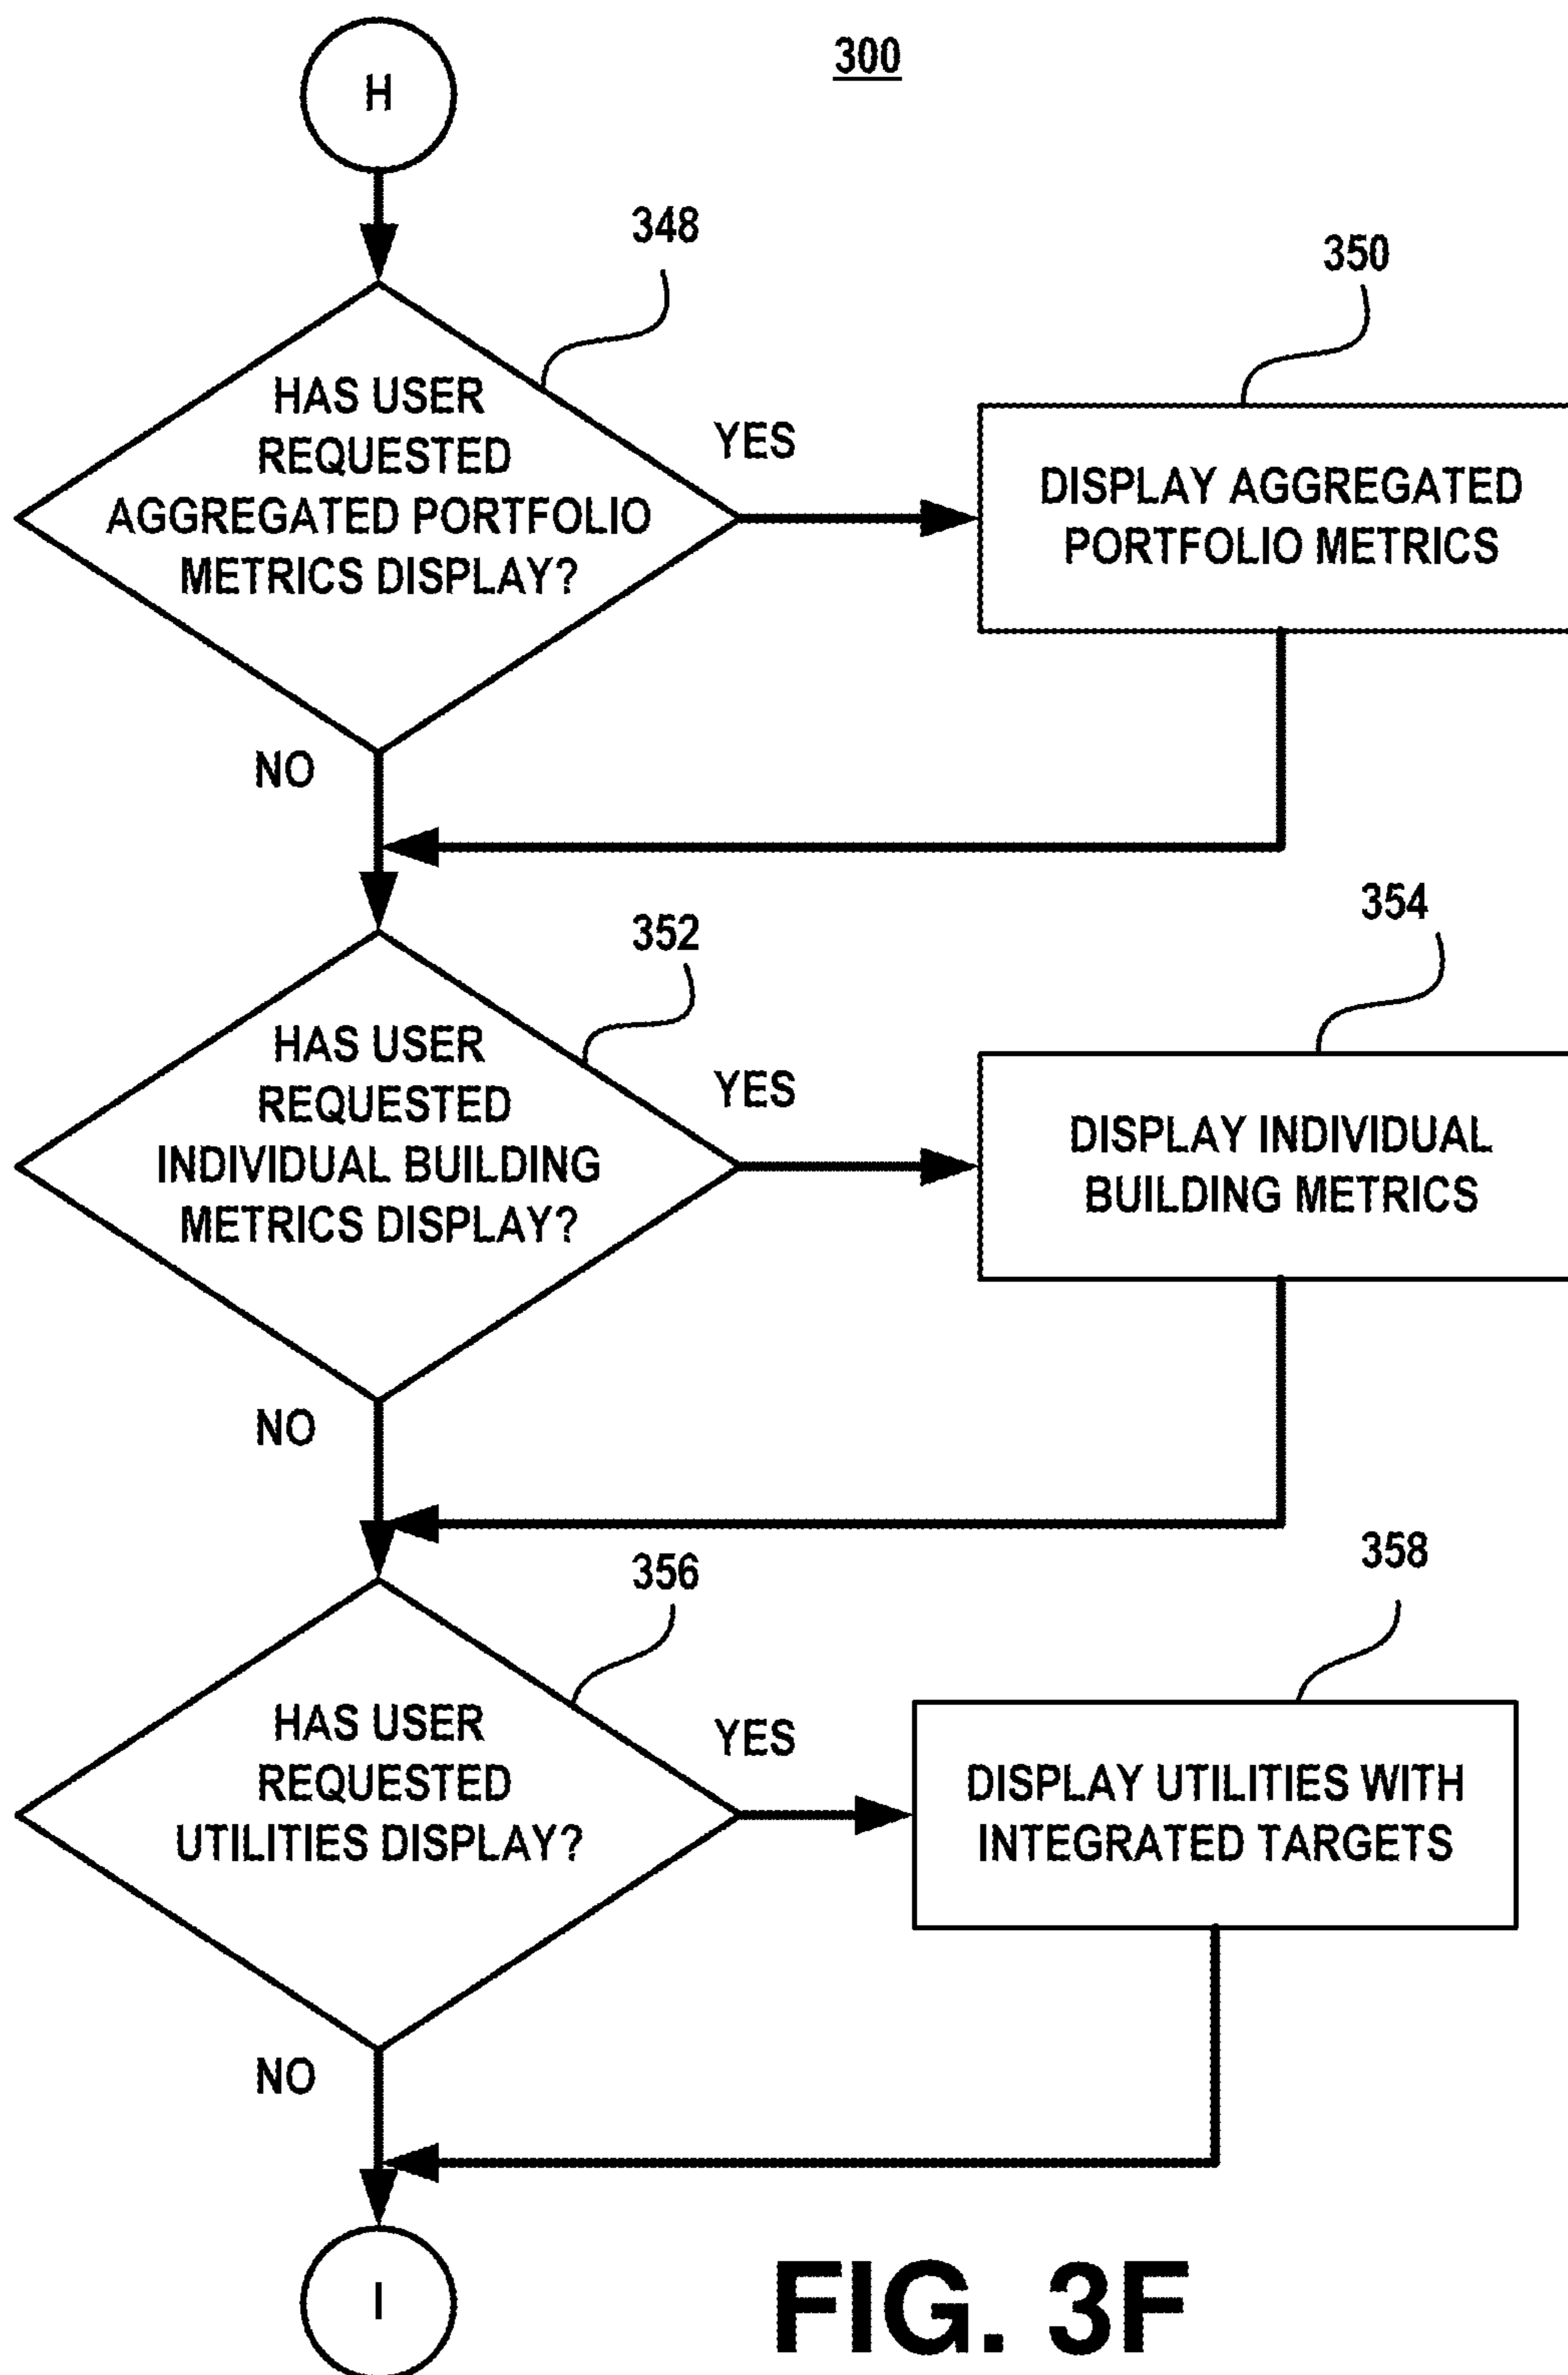 H
300
348
350
HAS USER
REQUESTED
AGGREGATED PORTFOLIO
METRICS DISPLAY?
YES
DISPLAY AGGREGATED
PORTFOLIO METRICS
NO
352
354
HAS USER
REQUESTED
INDIVIDUAL BUILDING
METRICS DISPLAY?
YES
DISPLAY INDIVIDUAL
BUILDING METRICS
NO
356
358
HAS USER
REQUESTED
UTILITIES DISPLAY?
YES
DISPLAY UTILITIES WITH
INTEGRATED TARGETS
NO
I
FIG. 3F